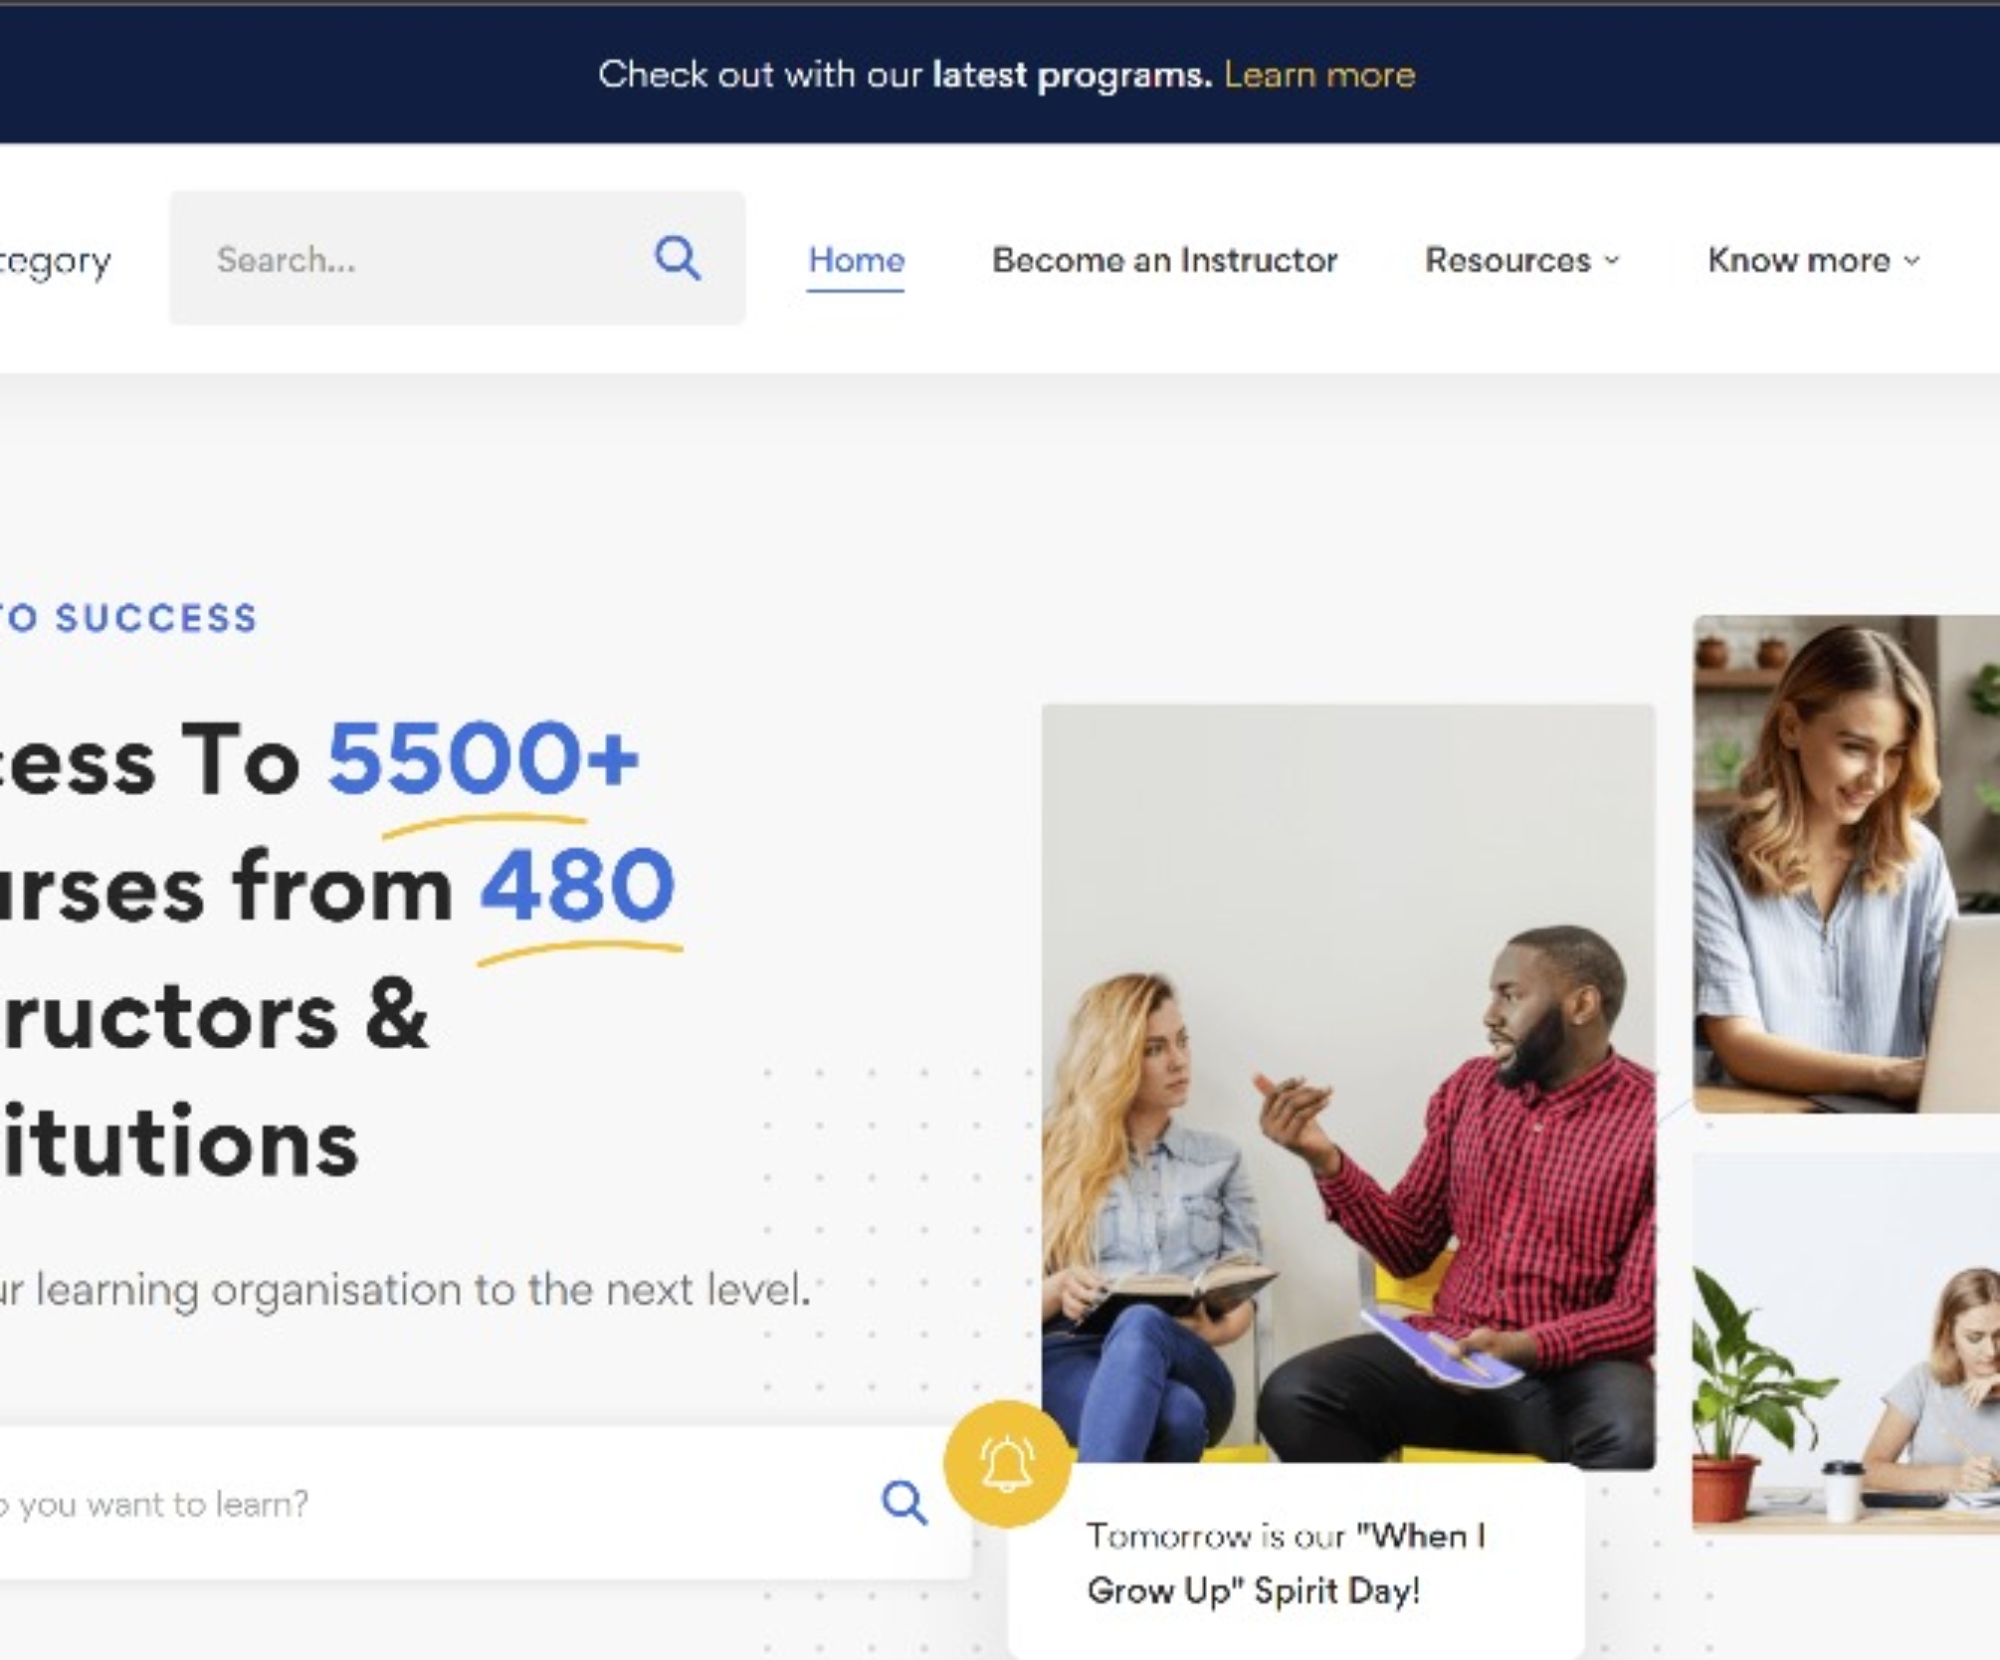 Check out with our latest programs. Learn more
tegory
Search...
Home
Become an Instructor
Resources
Know more
TO SUCCESS
cess To 5500+
urses from 480
ructors &
itutions
ur learning organisation to the next level.
o you want to learn?
Tomorrow is our "When I
Grow Up" Spirit Day!